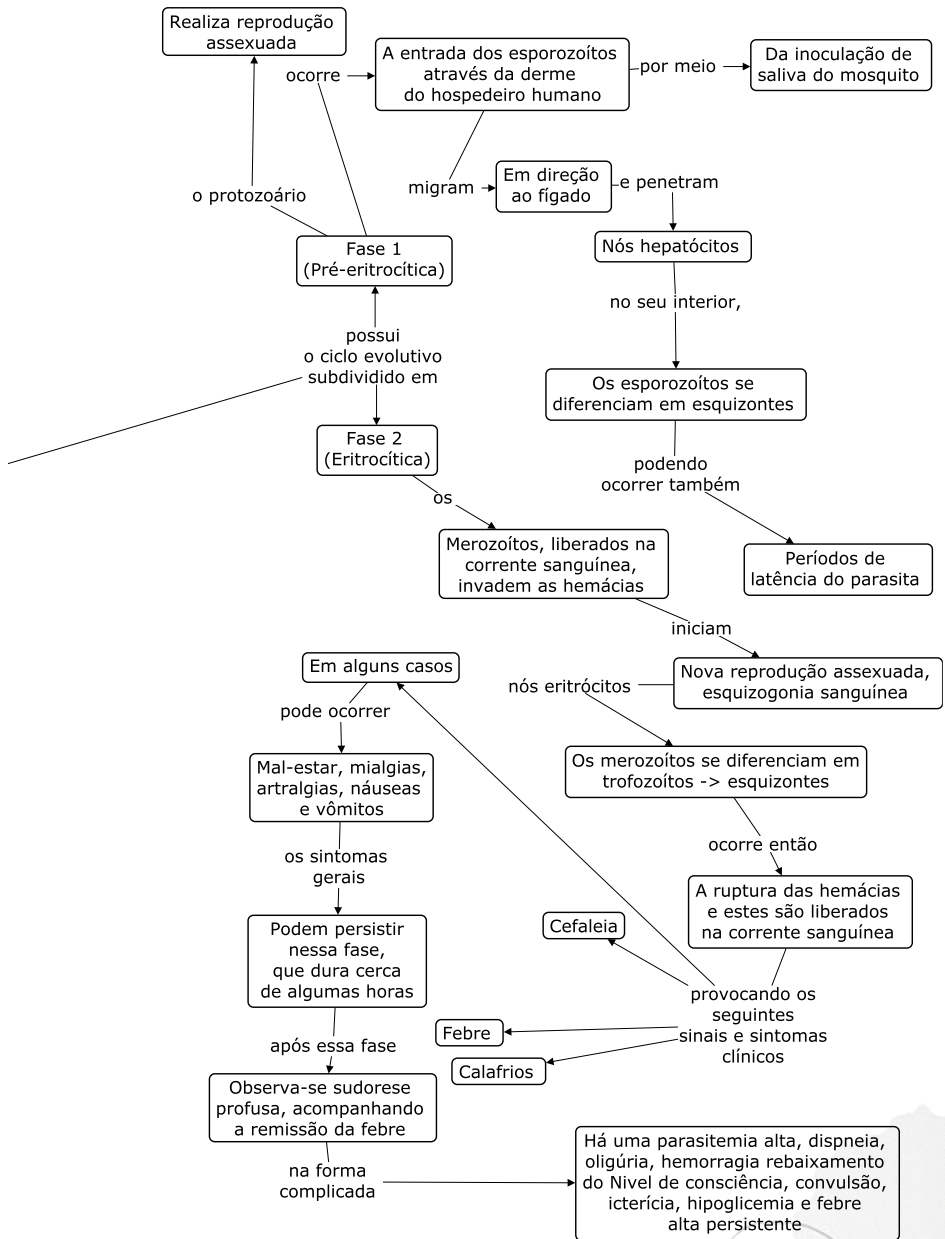 Realiza reprodução
assexuada
ocorre
A entrada dos esporozoítos
através da derme
do hospedeiro humano
por meio
Da inoculação de
saliva do mosquito
o protozoário
migram
Em direção
ao fígado
e penetram
Fase 1
(Pré-eritrocítica)
Nós hepatócitos
no seu interior,
possui
o ciclo evolutivo
subdividido em
Os esporozoítos se
diferenciam em esquizontes
Fase 2
(Eritrocítica)
podendo
ocorrer também
os
Merozoítos, liberados na
corrente sanguínea,
invadem as hemácias
Períodos de
latência do parasita
iniciam
Nova reprodução assexuada,
esquizogonia sanguínea
nós eritrócitos
Os merozoítos se diferenciam em
trofozoítos -> esquizontes
ocorre então
A ruptura das hemácias
e estes são liberados
na corrente sanguínea
provocando os
seguintes
sinais e sintomas
clínicos
Cefaleia
Febre
Calafrios
Em alguns casos
pode ocorrer
Mal-estar, mialgias,
artralgias, náuseas
e vômitos
os sintomas
gerais
Podem persistir
nessa fase,
que dura cerca
de algumas horas
após essa fase
Observa-se sudorese
profusa, acompanhando
a remissão da febre
na forma
complicada
Há uma parasitemia alta, dispneia,
oligúria, hemorragia rebaixamento
do Nivel de consciência, convulsão,
icterícia, hipoglicemia e febre
alta persistente